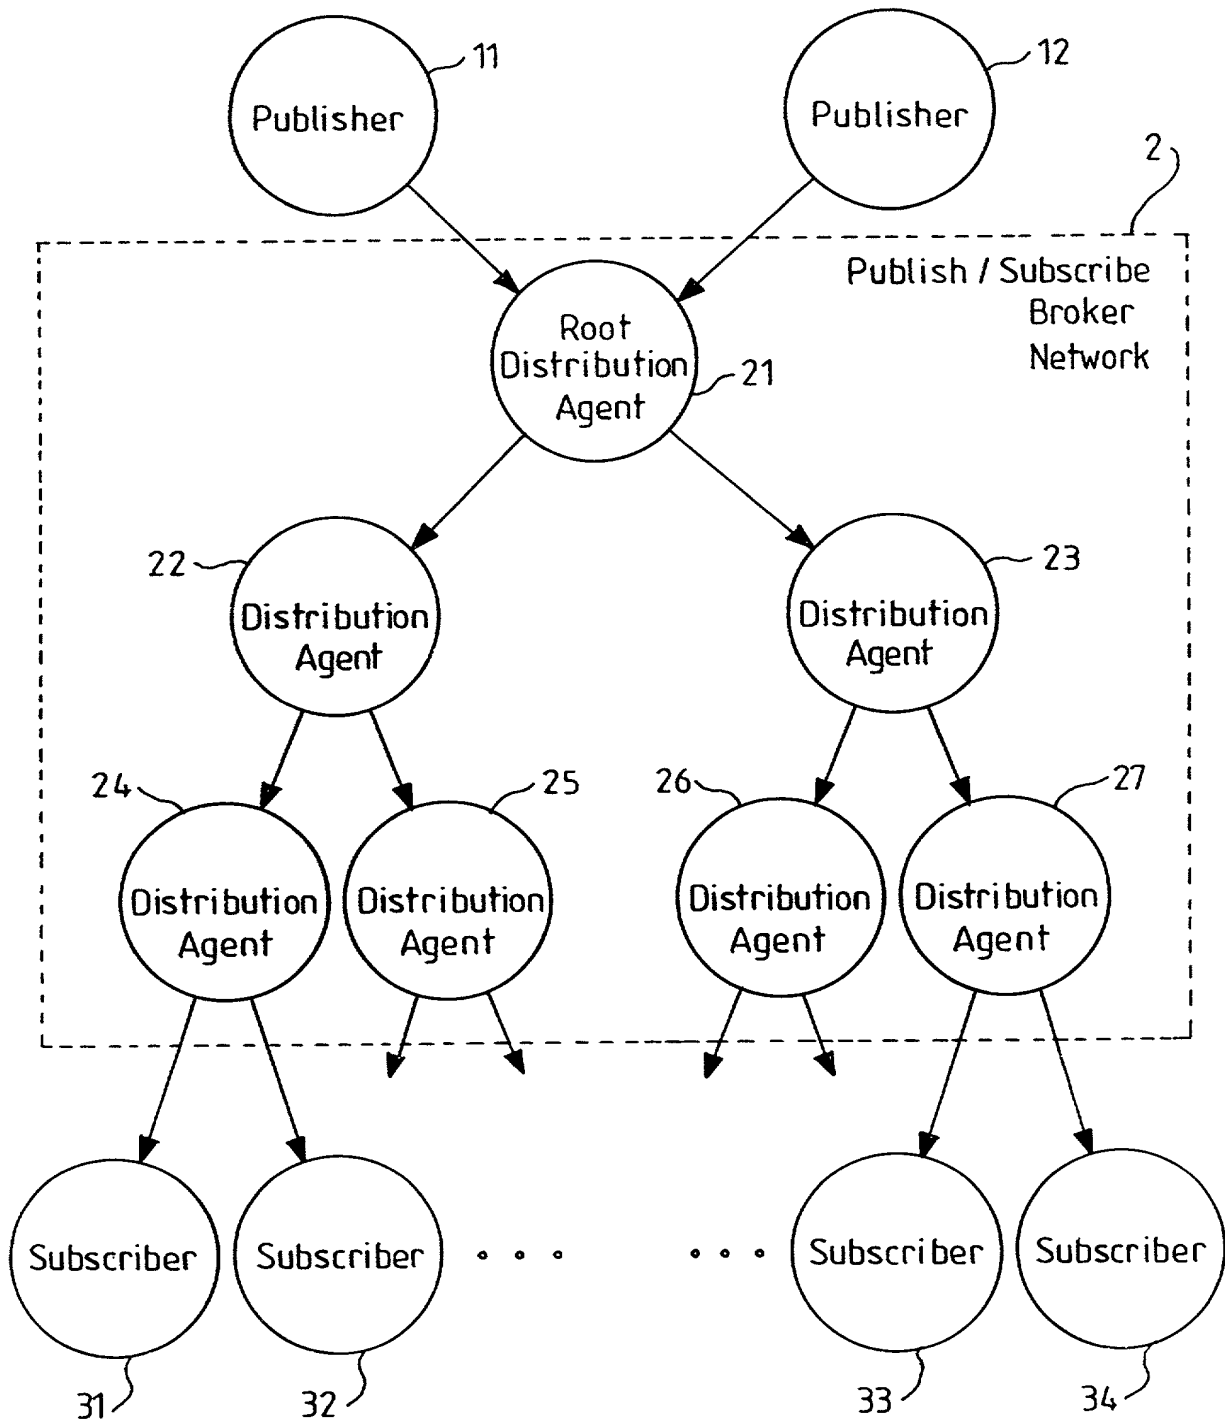 11
12
Publisher
Publisher
2
Publish / Subscribe
Broker
Network
Root
Distribution
Agent
21
22
23
Distribution
Agent
Distribution
Agent
24
25
26
27
Distribution
Agent
Distribution
Agent
Distribution
Agent
Distribution
Agent
Subscriber
Subscriber
Subscriber
Subscriber
31
32
33
34